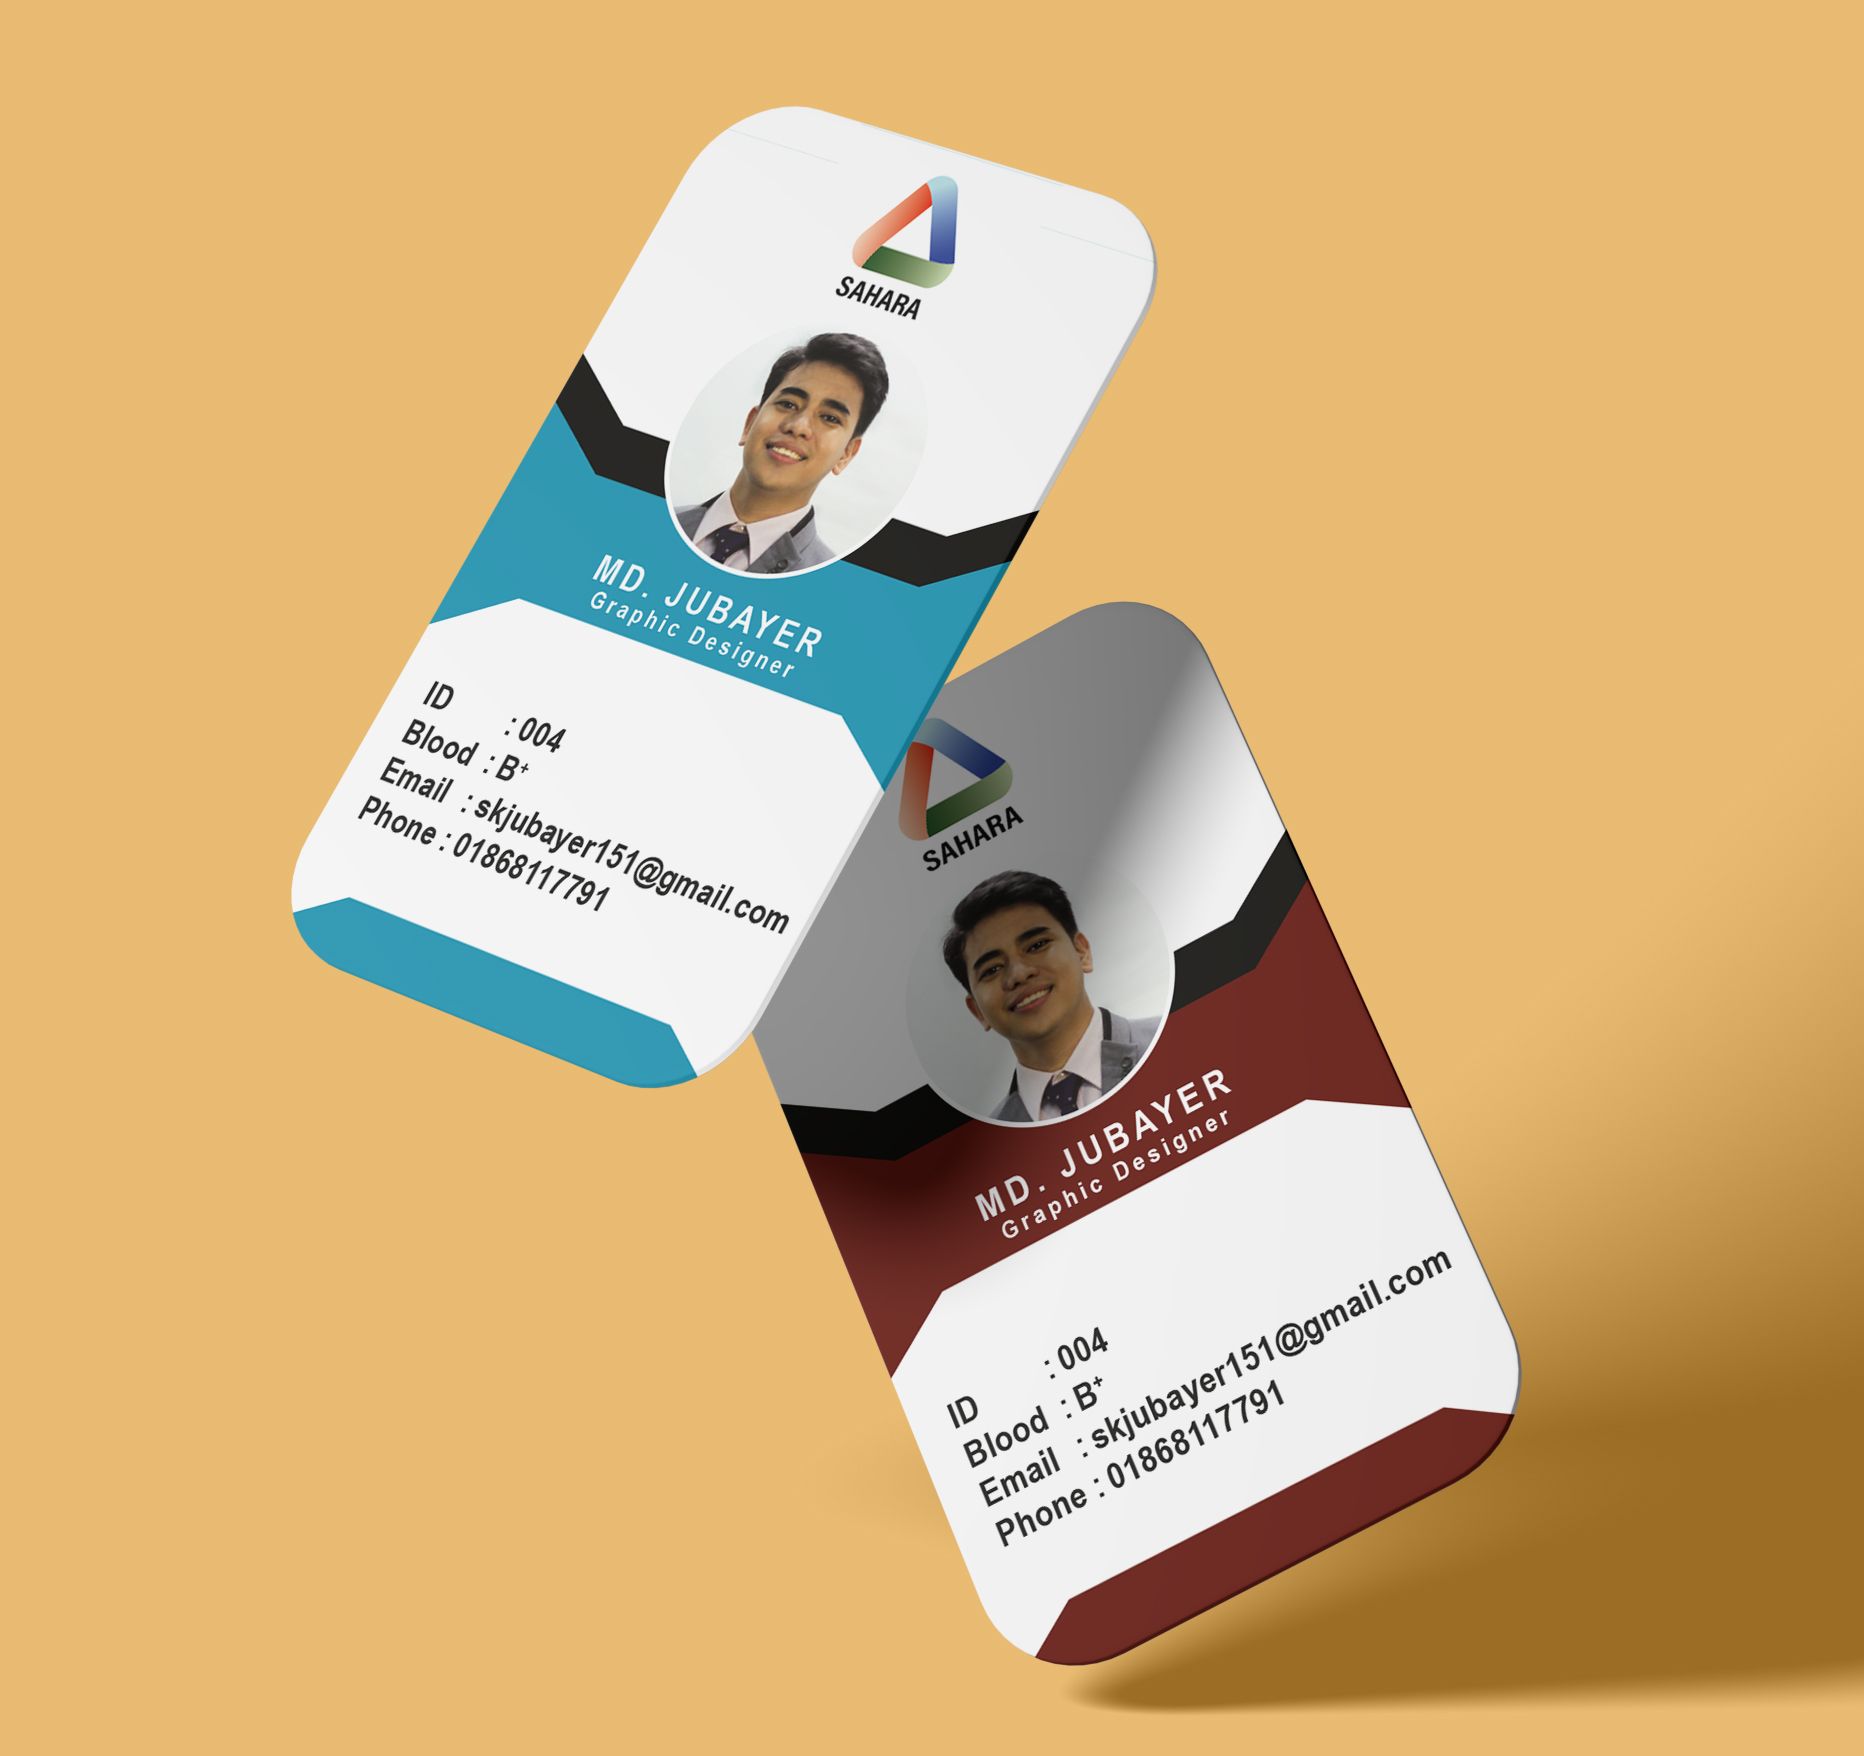 SAHARA
MD. JUBAYER
Graphic Designer
ID : 004
Blood : B+
Email : skjubayer151@gmail.com
Phone : 01868117791
SAHARA
MD. JUBAYER
Graphic Designer
ID : 004
Blood : B+
Email : skjubayer151@gmail.com
Phone : 01868117791